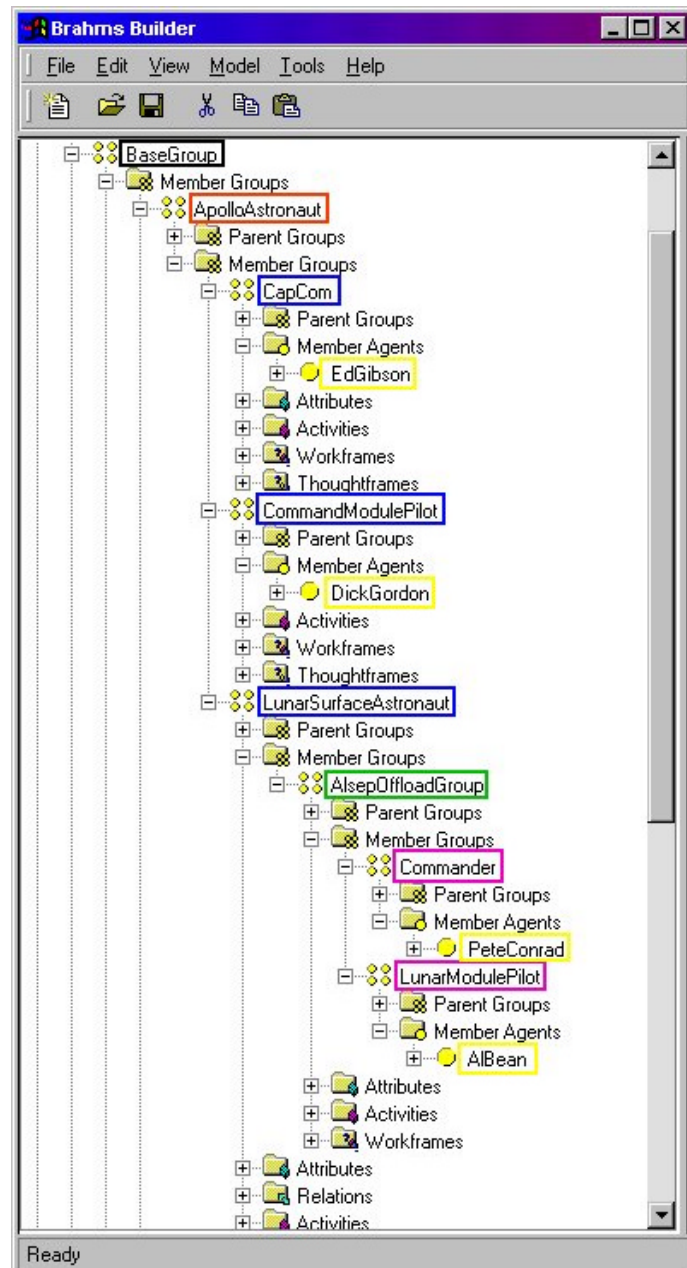 Brahms Builder
File Edit View Model Tools Help
BaseGroup
Member Groups
ApolloAstronaut
Parent Groups
Member Groups
CapCom
Parent Groups
Member Agents
EdGibson
Attributes
Activities
Workframes
Thoughtframes
CommandModulePilot
Parent Groups
Member Agents
DickGordon
Activities
Workframes
Thoughtframes
LunarSurfaceAstronaut
Parent Groups
Member Groups
AlsepOffloadGroup
Parent Groups
Member Groups
Commander
Parent Groups
Member Agents
PeteConrad
LunarModulePilot
Parent Groups
Member Agents
AlBean
Attributes
Activities
Workframes
Attributes
Relations
Activities
Ready